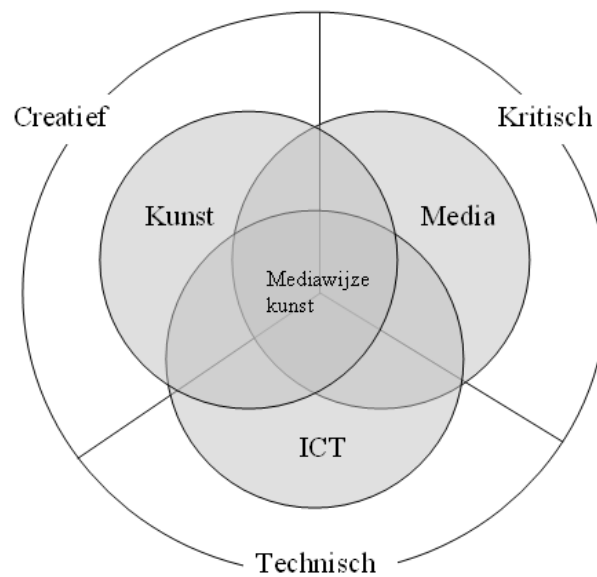 Creatief
Kritisch
Kunst
Media
Mediawijze
kunst
ICT
Technisch